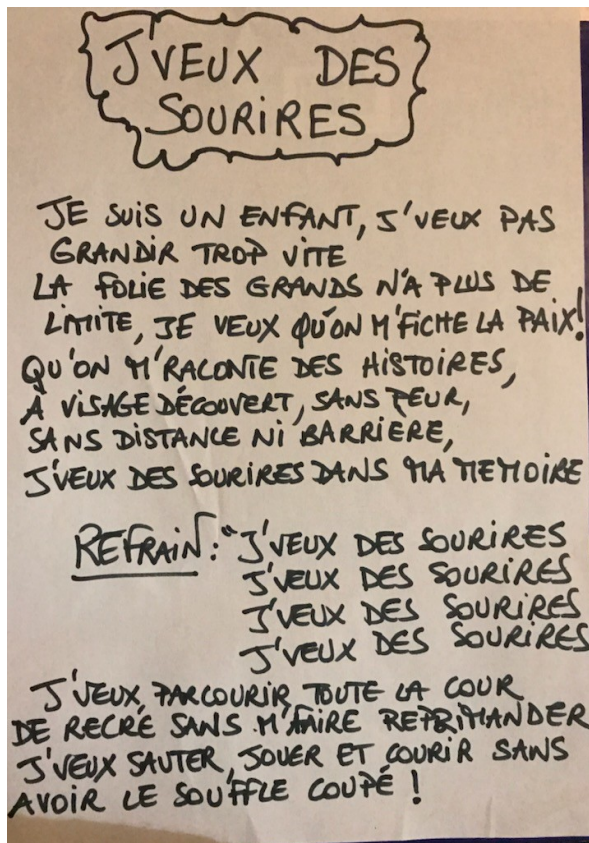 J'VEUX DES
SOURIRES
JE SUIS UN ENFANT, J'VEUX PAS
GRANDIR TROP VITE
LA FOLIE DES GRANDS N'A PLUS DE
LIMITE, JE VEUX QU'ON M'FICHE LA PAIX!
QU'ON M'RACONTE DES HISTOIRES,
À VISAGE DÉCOUVERT, SANS PEUR,
SANS DISTANCE NI BARRIERE,
J'VEUX DES SOURIRES DANS MA MEMOIRE
REFRAIN: "J'VEUX DES SOURIRES
J'VEUX DES SOURIRES
J'VEUX DES SOURIRES
J'VEUX DES SOURIRES
J'VEUX PARCOURIR TOUTE LA COUR
DE RECRÉ SANS M'FAIRE REPRIMANDER
J'VEUX SAUTER, JOUER ET COURIR SANS
AVOIR LE SOUFFLE COUPÉ !